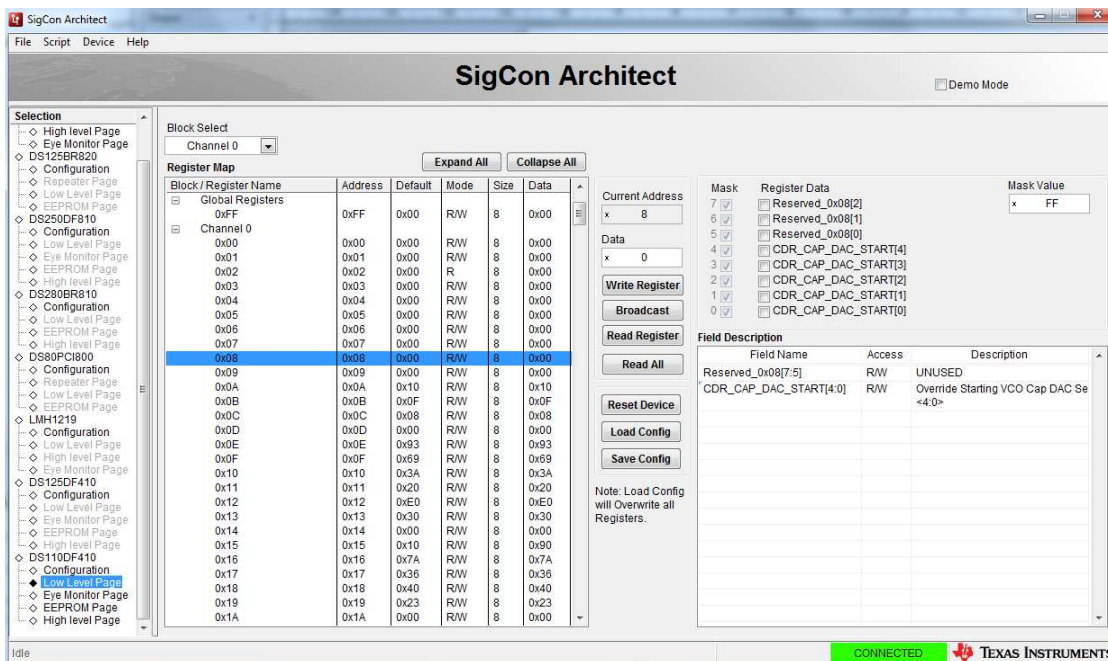 SigCon Architect
File Script Device Help
SigCon Architect
Demo Mode
Selection
High level Page
Eye Monitor Page
DS125BR820
Configuration
Repeater Page
Low Level Page
EEPROM Page
DS250DF810
Configuration
Low Level Page
Eye Monitor Page
EEPROM Page
High level Page
DS280BR810
Configuration
Low Level Page
EEPROM Page
High level Page
DS80PCI800
Configuration
Repeater Page
Low Level Page
EEPROM Page
LMH1219
Configuration
Low Level Page
High level Page
Eye Monitor Page
DS125DF410
Configuration
Low Level Page
Eye Monitor Page
EEPROM Page
High level Page
DS110DF410
Configuration
Low Level Page
Eye Monitor Page
EEPROM Page
High level Page
Block Select
Channel 0
Register Map
Expand All Collapse All
Block / Register Name Address Default Mode Size Data
Global Registers
0xFF 0xFF 0x00 R/W 8 0x00
Channel 0
0x00 0x00 0x00 R/W 8 0x00
0x01 0x01 0x00 R/W 8 0x00
0x02 0x02 0x00 R 8 0x00
0x03 0x03 0x00 R/W 8 0x00
0x04 0x04 0x00 R/W 8 0x00
0x05 0x05 0x00 R/W 8 0x00
0x06 0x06 0x00 R/W 8 0x00
0x07 0x07 0x00 R/W 8 0x00
0x08 0x08 0x00 R/W 8 0x00
0x09 0x09 0x00 R/W 8 0x00
0x0A 0x0A 0x10 R/W 8 0x10
0x0B 0x0B 0x0F R/W 8 0x0F
0x0C 0x0C 0x08 R/W 8 0x08
0x0D 0x0D 0x00 R/W 8 0x00
0x0E 0x0E 0x93 R/W 8 0x93
0x0F 0x0F 0x69 R/W 8 0x69
0x10 0x10 0x3A R/W 8 0x3A
0x11 0x11 0x20 R/W 8 0x20
0x12 0x12 0xE0 R/W 8 0xE0
0x13 0x13 0x30 R/W 8 0x30
0x14 0x14 0x00 R/W 8 0x00
0x15 0x15 0x10 R/W 8 0x90
0x16 0x16 0x7A R/W 8 0x7A
0x17 0x17 0x36 R/W 8 0x36
0x18 0x18 0x40 R/W 8 0x40
0x19 0x19 0x23 R/W 8 0x23
0x1A 0x1A 0x00 R/W 8 0x00
Current Address
x 8
Data
x 0
Write Register
Broadcast
Read Register
Read All
Reset Device
Load Config
Save Config
Note: Load Config
will Overwrite all
Registers.
Mask Register Data Mask Value
x FF
7 Reserved_0x08[2]
6 Reserved_0x08[1]
5 Reserved_0x08[0]
4 CDR_CAP_DAC_START[4]
3 CDR_CAP_DAC_START[3]
2 CDR_CAP_DAC_START[2]
1 CDR_CAP_DAC_START[1]
0 CDR_CAP_DAC_START[0]
Field Description
Field Name Access Description
Reserved_0x08[7:5] R/W UNUSED
CDR_CAP_DAC_START[4:0] R/W Override Starting VCO Cap DAC Se
<4:0>
Idle
CONNECTED
TEXAS INSTRUMENTS